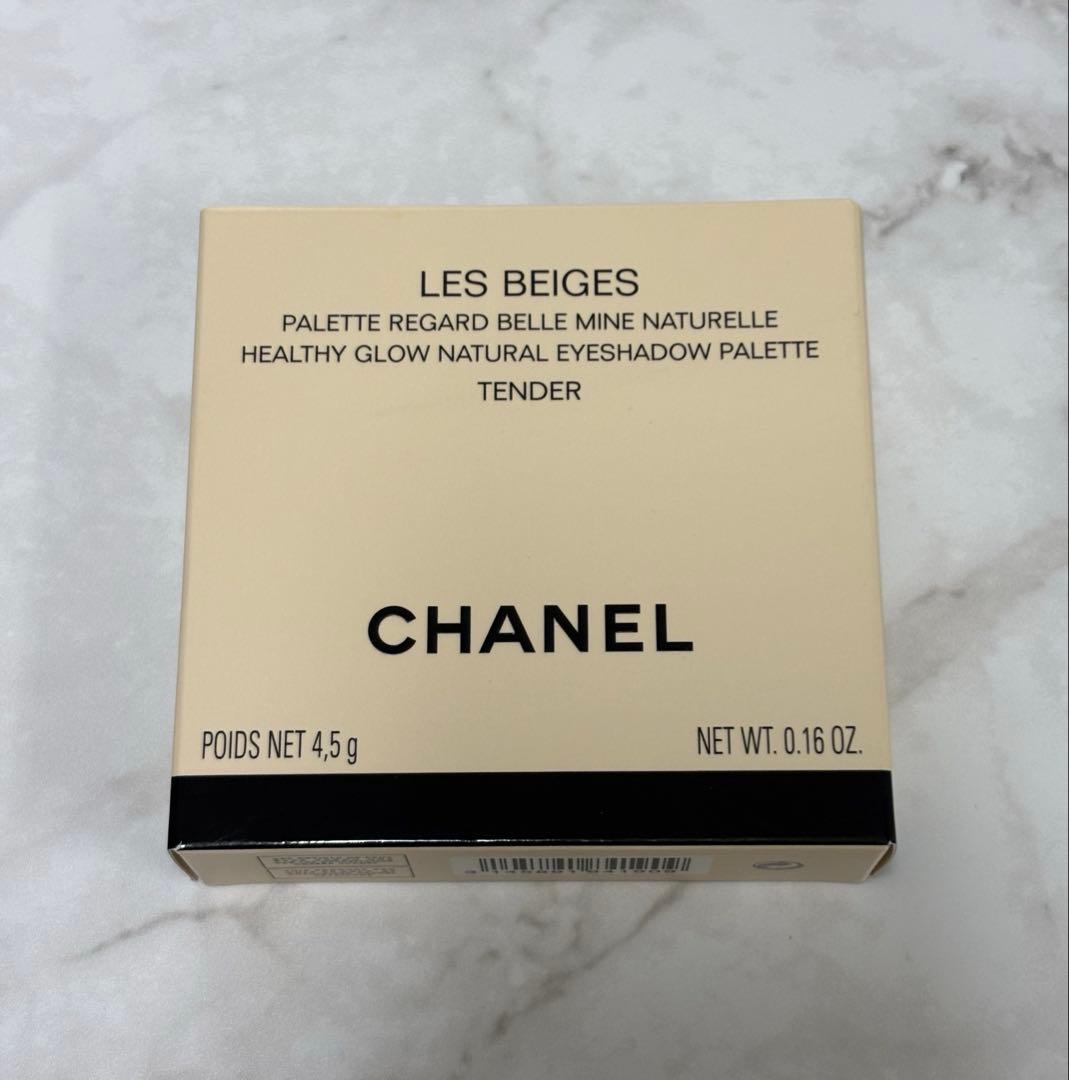 LES BEIGES
PALETTE REGARD BELLE MINE NATURELLE
HEALTHY GLOW NATURAL EYESHADOW PALETTE
TENDER
CHANEL
POIDS NET 4,5 g
NET WT. 0.16 OZ.